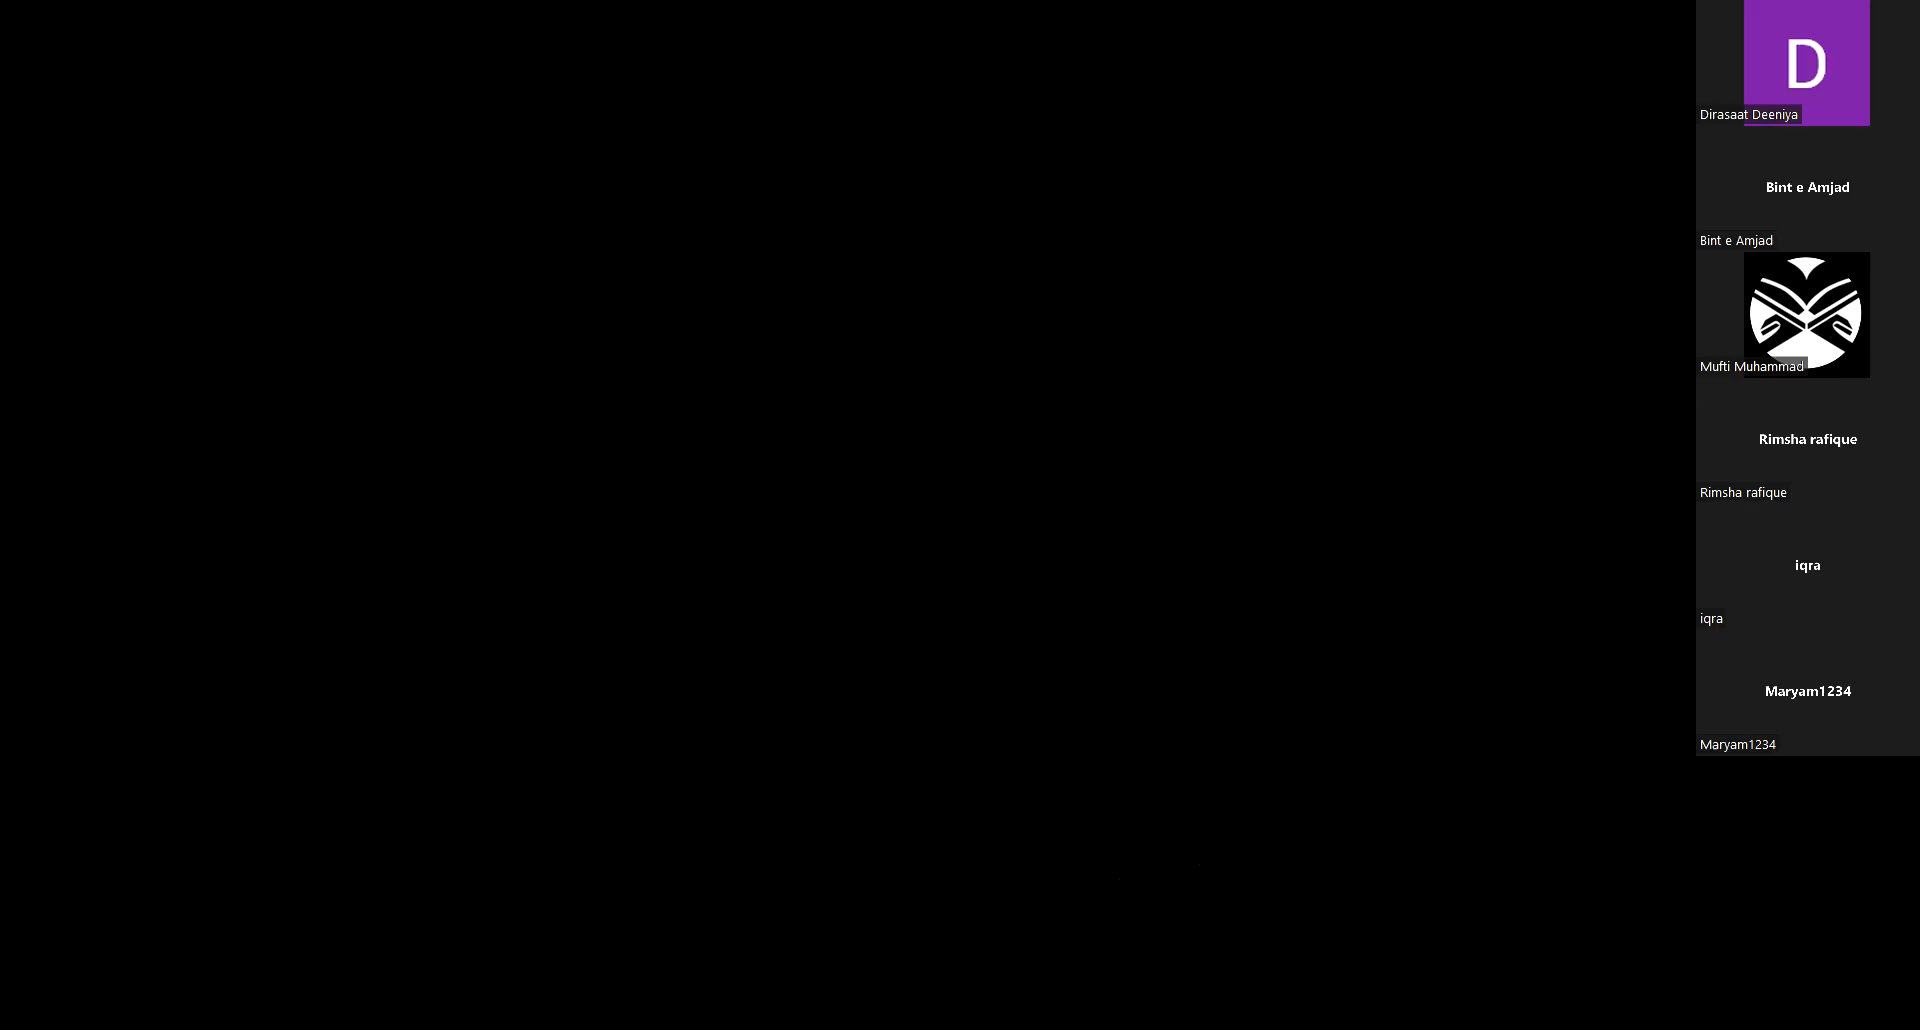 D
Dirasaat Deeniya
Bint e Amjad
Bint e Amjad
Mufti Muhammad
Rimsha rafique
Rimsha rafique
iqra
iqra
Maryam1234
Maryam1234